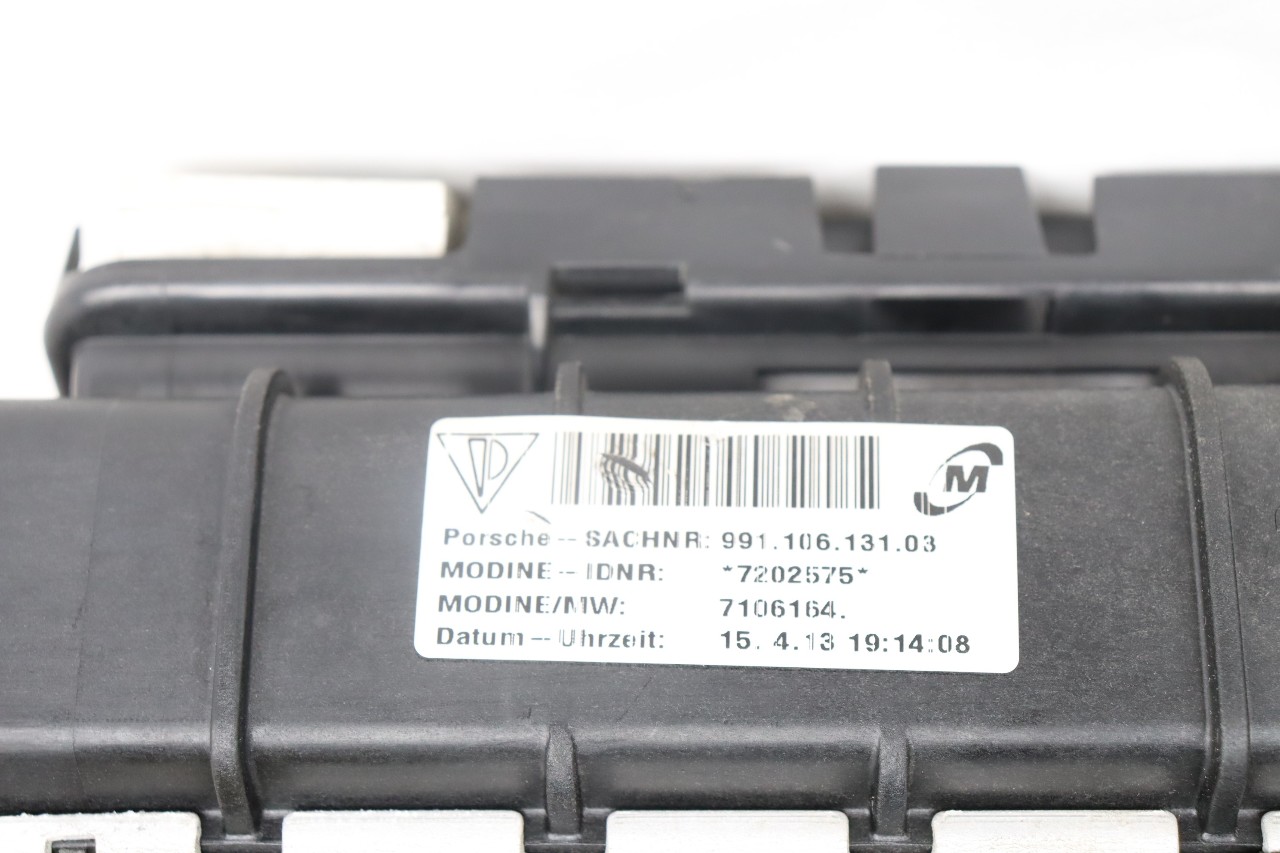 M
Porsche -- SACHNR: 991.106.131.03
MODINE -- IDNR: *7202575*
MODINE/MW: 7106164.
Datum -- Uhrzeit: 15. 4.13 19:14:08